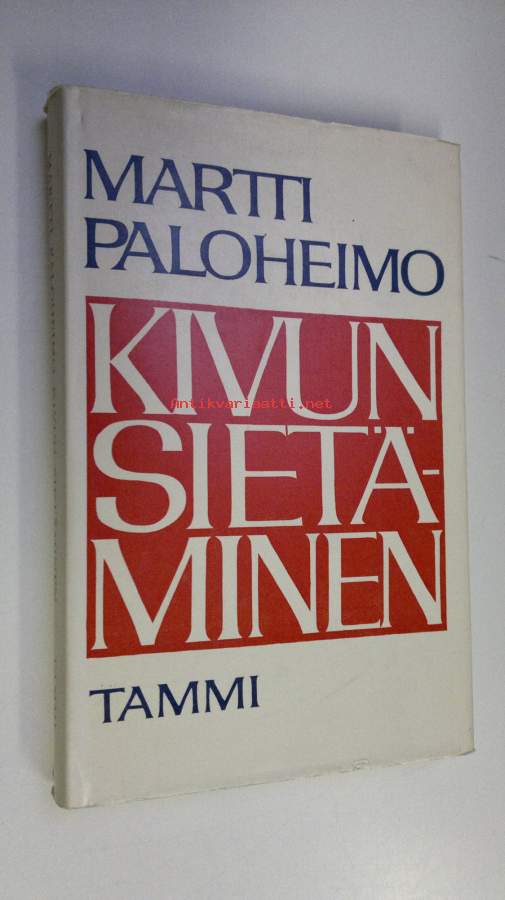 MARTTI
PALOHEIMO
KIVUN
Antikvariaatti.net
SIETÄ-
MINEN
TAMMI